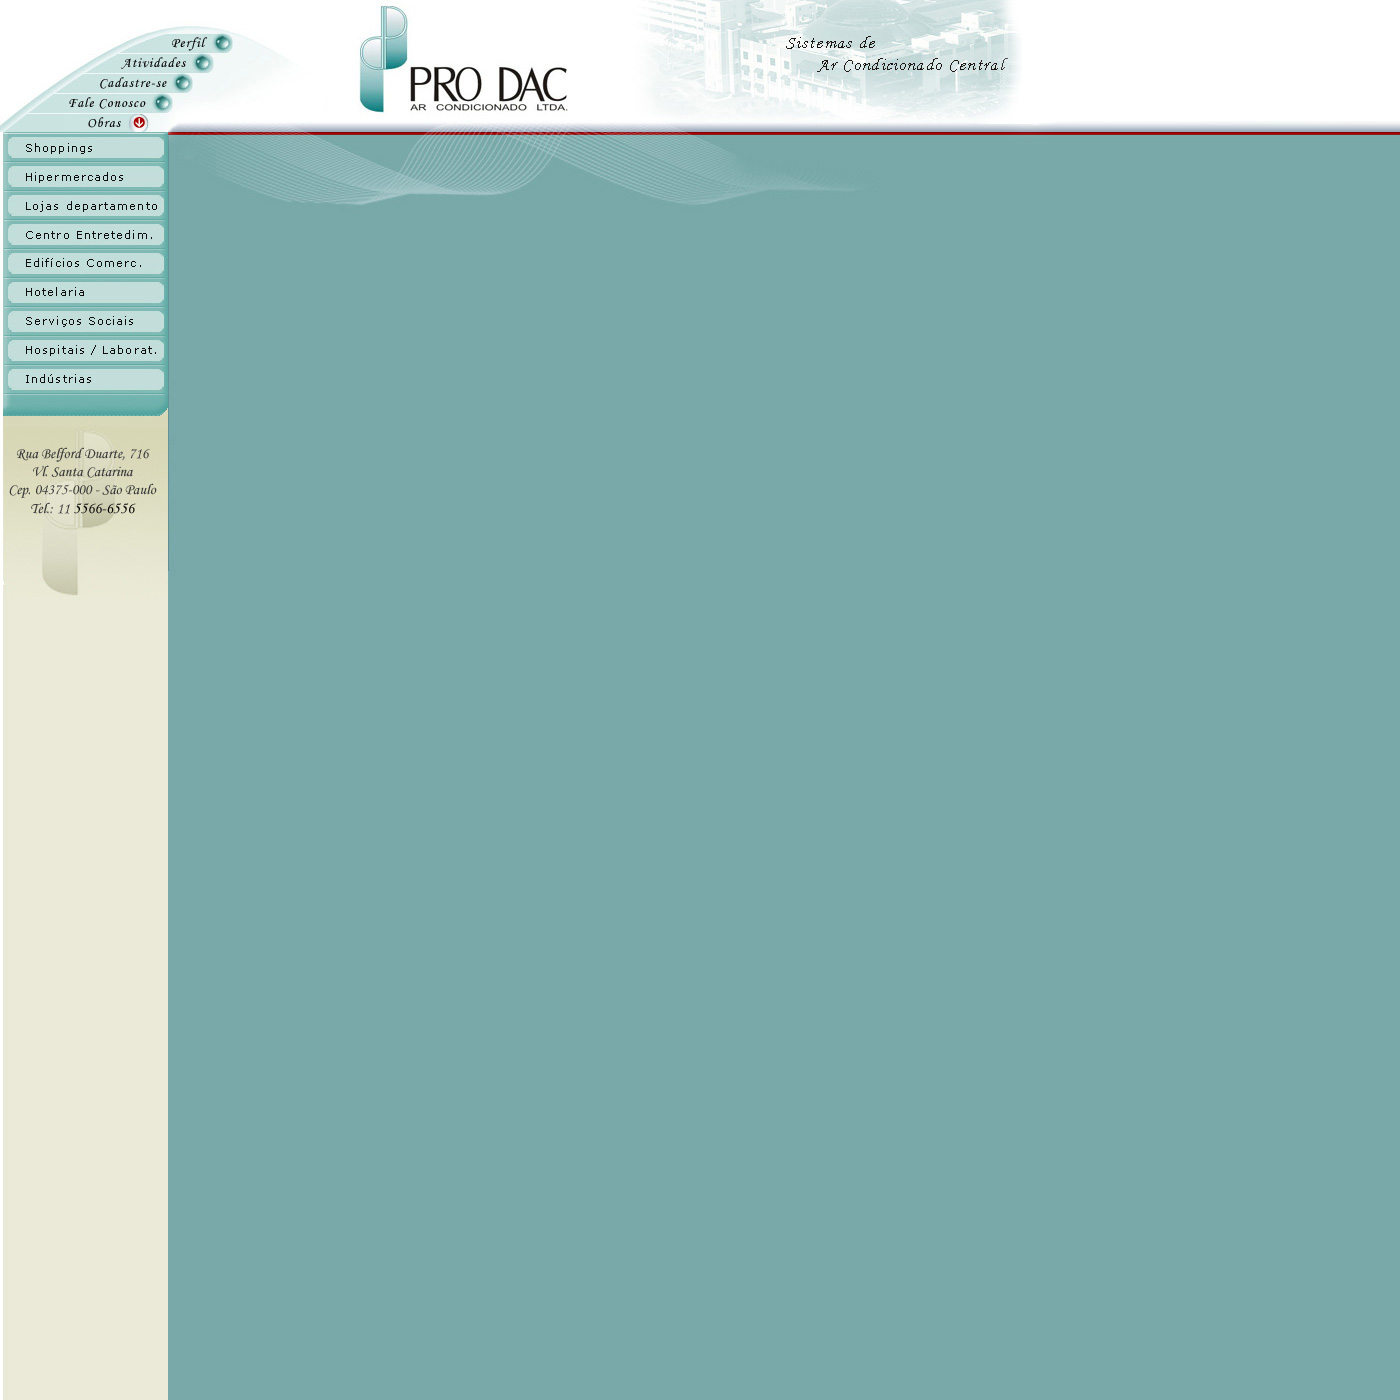 Perfil
Atividades
Cadastre-se
Fale Conosco
Obras
PRO DAC
AR CONDICIONADO LTDA.
Sistemas de
Ar Condicionado Central
Shoppings
Hipermercados
Lojas departamento
Centro Entretedim.
Edifícios Comerc.
Hotelaria
Serviços Sociais
Hospitais / Laborat.
Indústrias
Rua Belford Duarte, 716
Vl. Santa Catarina
Cep. 04375-000 - São Paulo
Tel.: 11 5566-6556